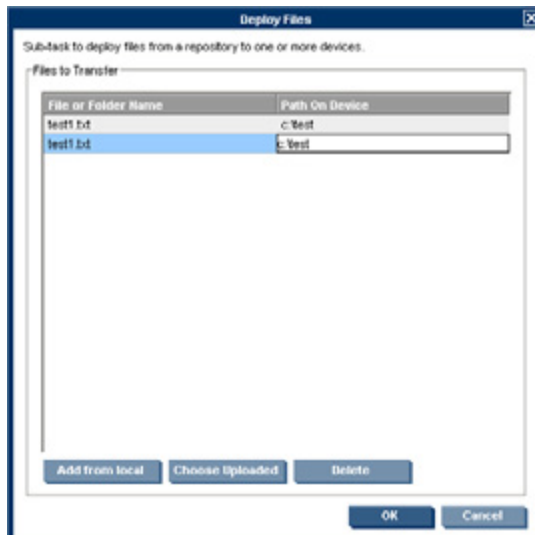 Deploy Files
Sub-task to deploy files from a repository to one or more devices.
Files to Transfer
File or Folder Name Path On Device
test1.txt c:\test
test1.txt c:\test
Add from local Choose Uploaded Delete
OK Cancel